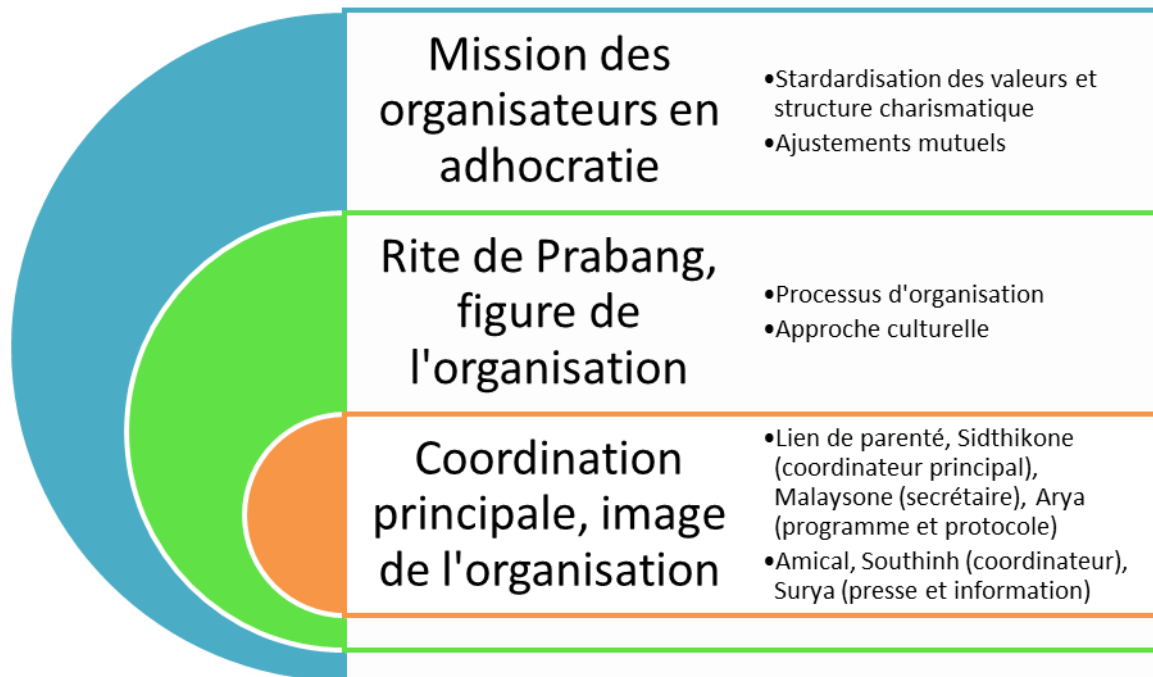 Mission des
organisateurs en
adhocratie
•Stardardisation des valeurs et
structure charismatique
•Ajustements mutuels
Rite de Prabang,
figure de
l'organisation
•Processus d'organisation
•Approche culturelle
Coordination
principale, image
de l'organisation
•Lien de parenté, Sidthikone
(coordinateur principal),
Malaysone (secrétaire), Arya
(programme et protocole)
•Amical, Southinh (coordinateur),
Surya (presse et information)